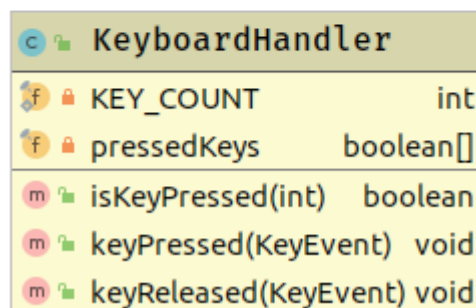 c KeyboardHandler
f KEY_COUNT int
f pressedKeys boolean[]
m isKeyPressed(int) boolean
m keyPressed(KeyEvent) void
m keyReleased(KeyEvent) void